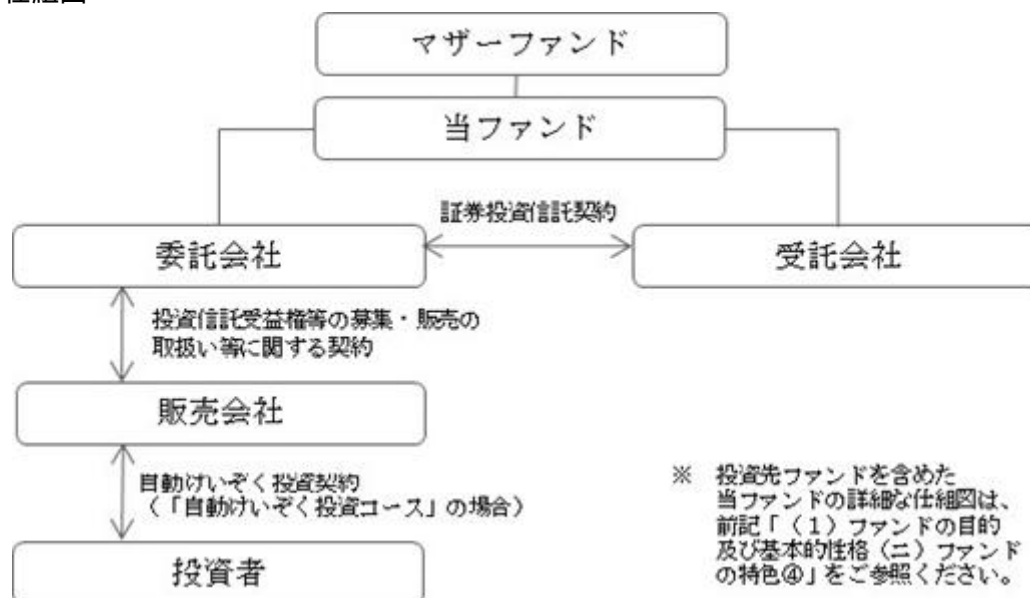 マザーファンド
当ファンド
証券投資信託契約
委託会社
受託会社
投資信託受益権等の募集・販売の
取扱い等に関する契約
販売会社
自動けいぞく投資契約
（「自動けいぞく投資コース」の場合）
投資者
※ 投資先ファンドを含めた
当ファンドの詳細な仕組図は、
前記「（１）ファンドの目的
及び基本的性格（ニ）ファンド
の特色④」をご参照ください。